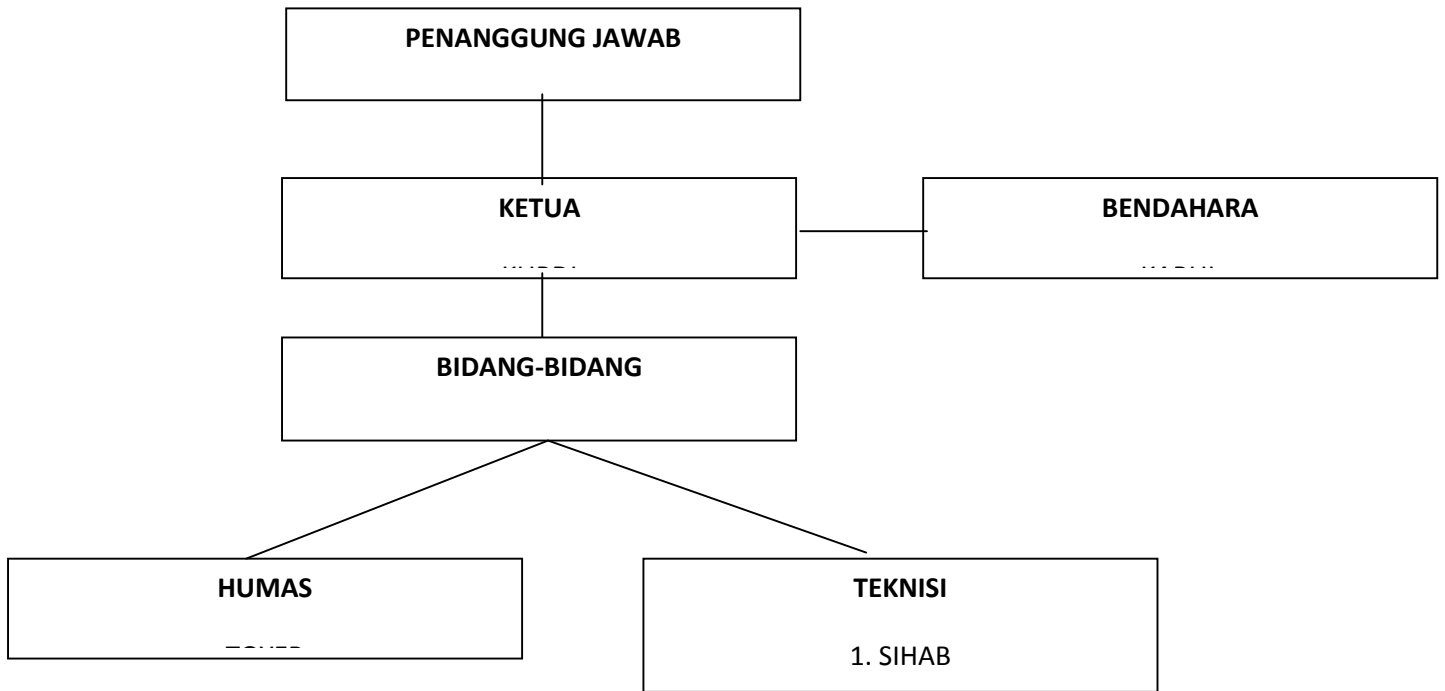 PENANGGUNG JAWAB
KETUA
BENDAHARA
BIDANG-BIDANG
HUMAS
TEKNISI
1. SIHAB